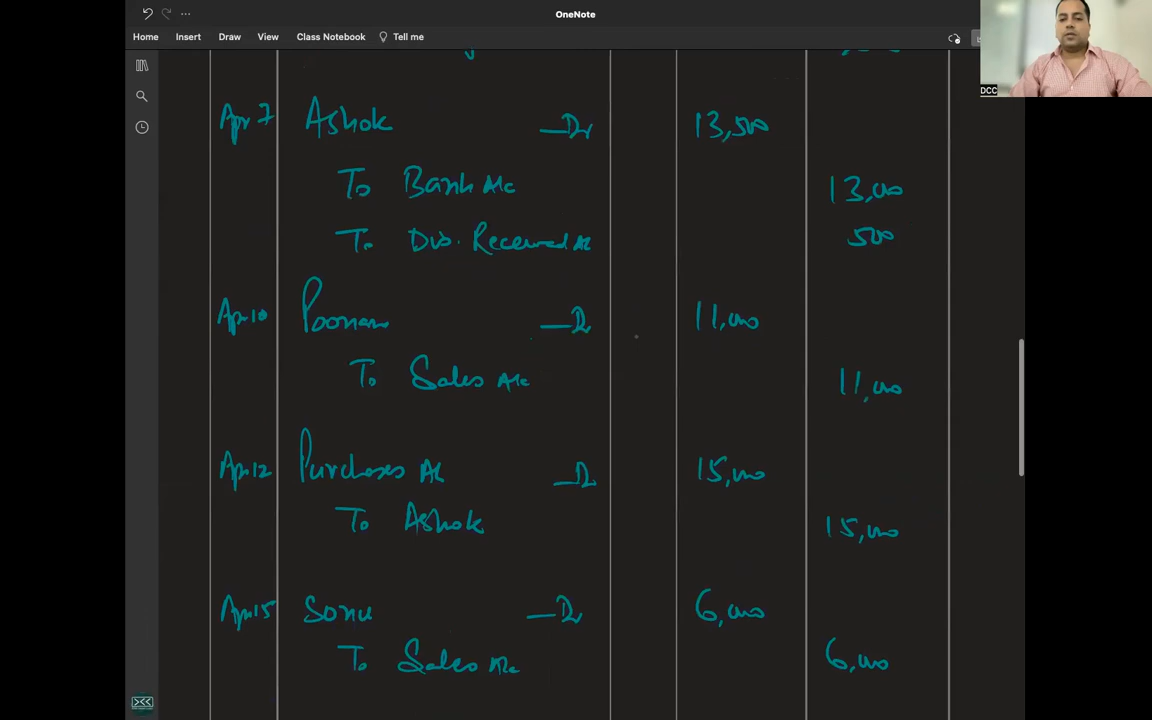 OneNote
Home Insert Draw View Class Notebook Tell me
DCC
Apr 7 Ashok —Dr 13,500
To Bank A/c 13,000
To Dis. Received A/c 500
Apr 10 Poonam —Dr 11,000
To Sales A/c 11,000
Apr 12 Purchases A/c —Dr 15,000
To Ashok 15,000
Apr 15 Sonu —Dr 6,000
To Sales A/c 6,000